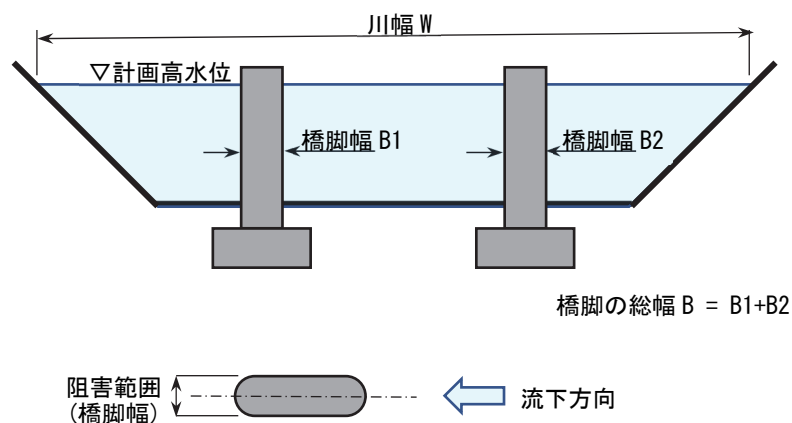 川幅 W
▽計画高水位
橋脚幅 B1
橋脚幅 B2
橋脚の総幅 B = B1+B2
阻害範囲
(橋脚幅)
流下方向